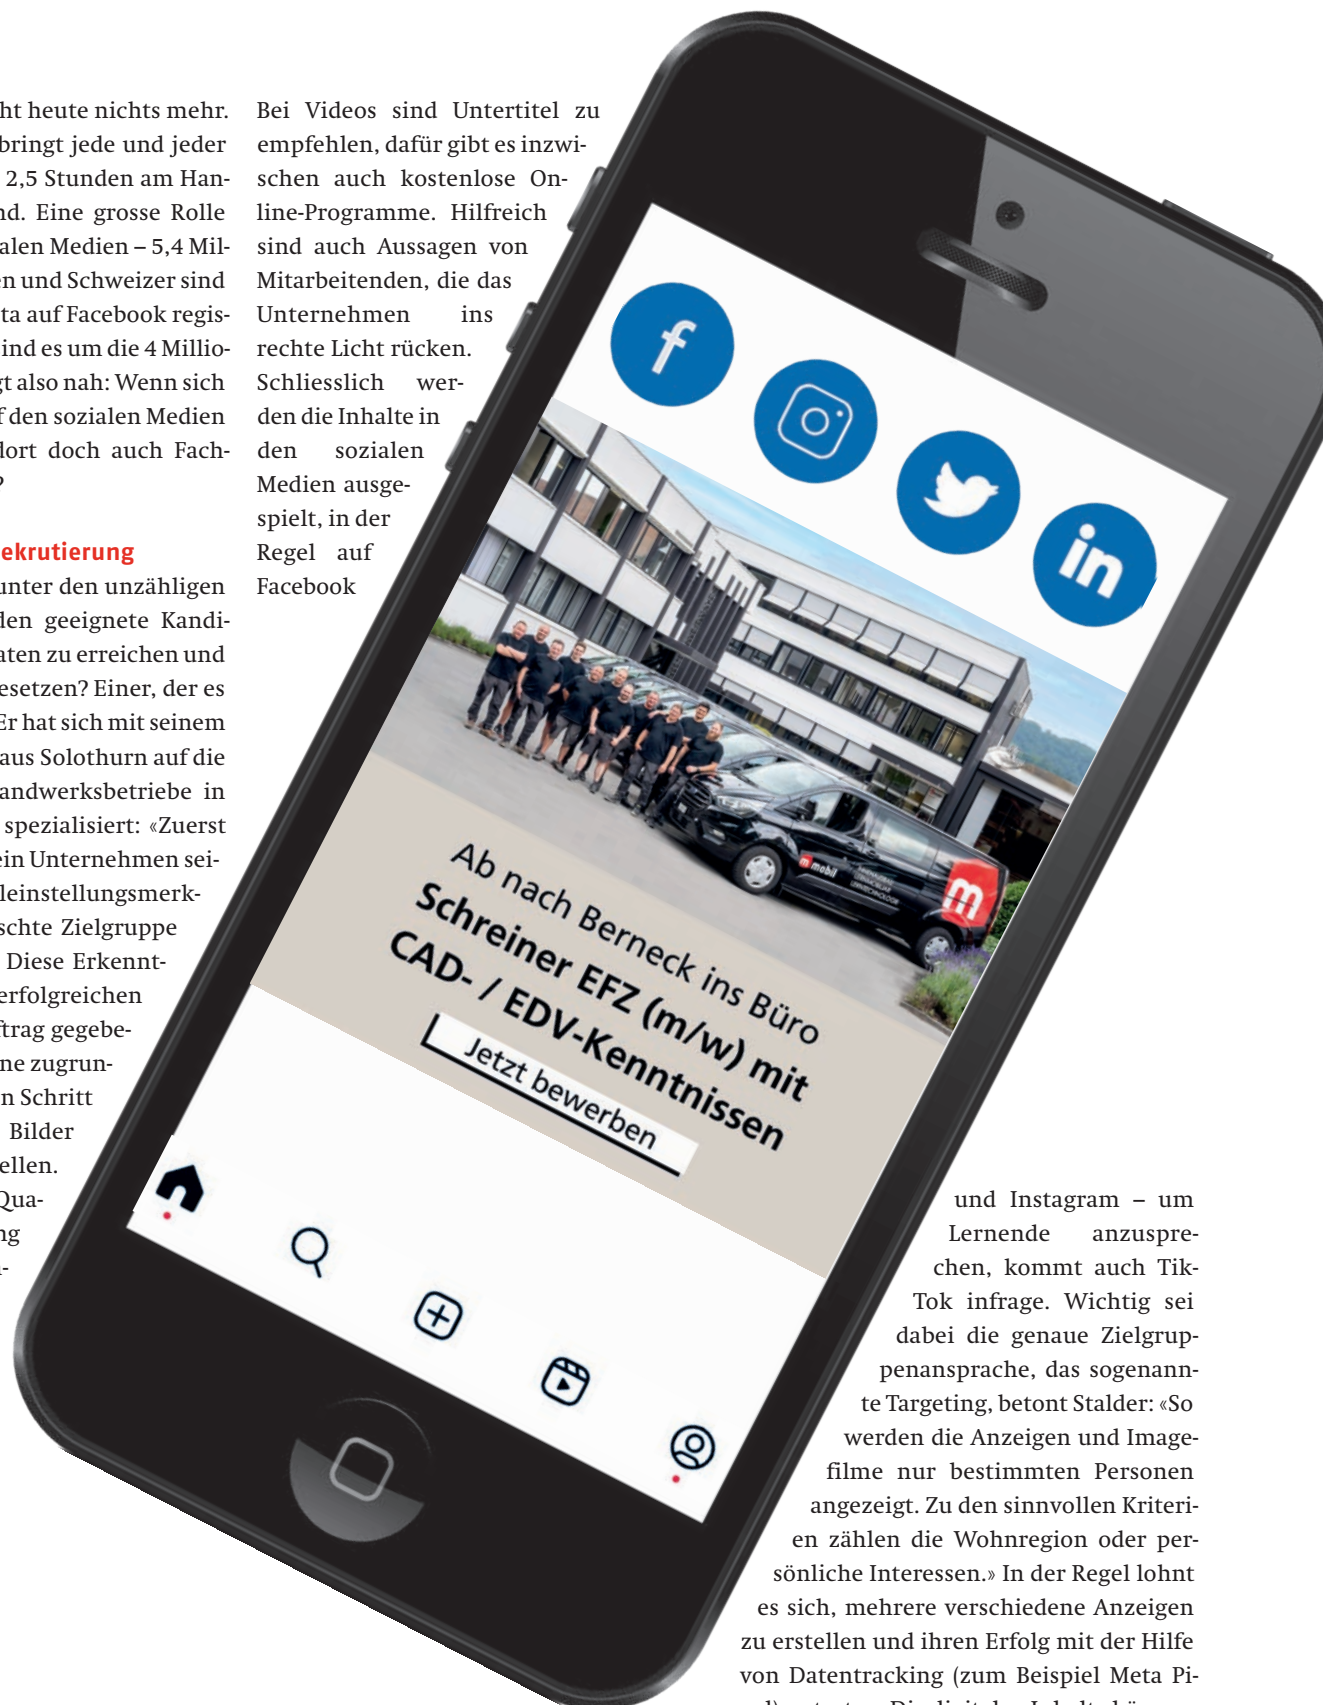 ht heute nichts mehr.
bringt jede und jeder
2,5 Stunden am Han-
nd. Eine grosse Rolle
alen Medien – 5,4 Mil-
en und Schweizer sind
ta auf Facebook regis-
ind es um die 4 Millio-
gt also nah: Wenn sich
f den sozialen Medien
dort doch auch Fach-
?
ekrutierung
unter den unzähligen
den geeignete Kandi-
aten zu erreichen und
esetzen? Einer, der es
Er hat sich mit seinem
aus Solothurn auf die
andwerksbetriebe in
spezialisiert: «Zuerst
ein Unternehmen sei-
lleinstellungsmerk-
schte Zielgruppe
Diese Erkennt-
erfolgreichen
ftrag gegebe-
ne zugrun-
n Schritt
Bilder
ellen.
Qua-
ng
Bei Videos sind Untertitel zu
empfehlen, dafür gibt es inzwi-
schen auch kostenlose On-
line-Programme. Hilfreich
sind auch Aussagen von
Mitarbeitenden, die das
Unternehmen ins
rechte Licht rücken.
Schliesslich wer-
den die Inhalte in
den sozialen
Medien ausge-
spielt, in der
Regel auf
Facebook
f
in
m mobil
INNENAUSBAU
LERNMOBILIAR
LERNTECHNOLOGIE
m
Ab nach Berneck ins Büro
Schreiner EFZ (m/w) mit
CAD- / EDV-Kenntnissen
Jetzt bewerben
und Instagram – um
Lernende anzuspre-
chen, kommt auch Tik-
Tok infrage. Wichtig sei
dabei die genaue Zielgrup-
penansprache, das sogenann-
te Targeting, betont Stalder: «So
werden die Anzeigen und Image-
filme nur bestimmten Personen
angezeigt. Zu den sinnvollen Kriteri-
en zählen die Wohnregion oder per-
sönliche Interessen.» In der Regel lohnt
es sich, mehrere verschiedene Anzeigen
zu erstellen und ihren Erfolg mit der Hilfe
von Datentracking (zum Beispiel Meta Pi-